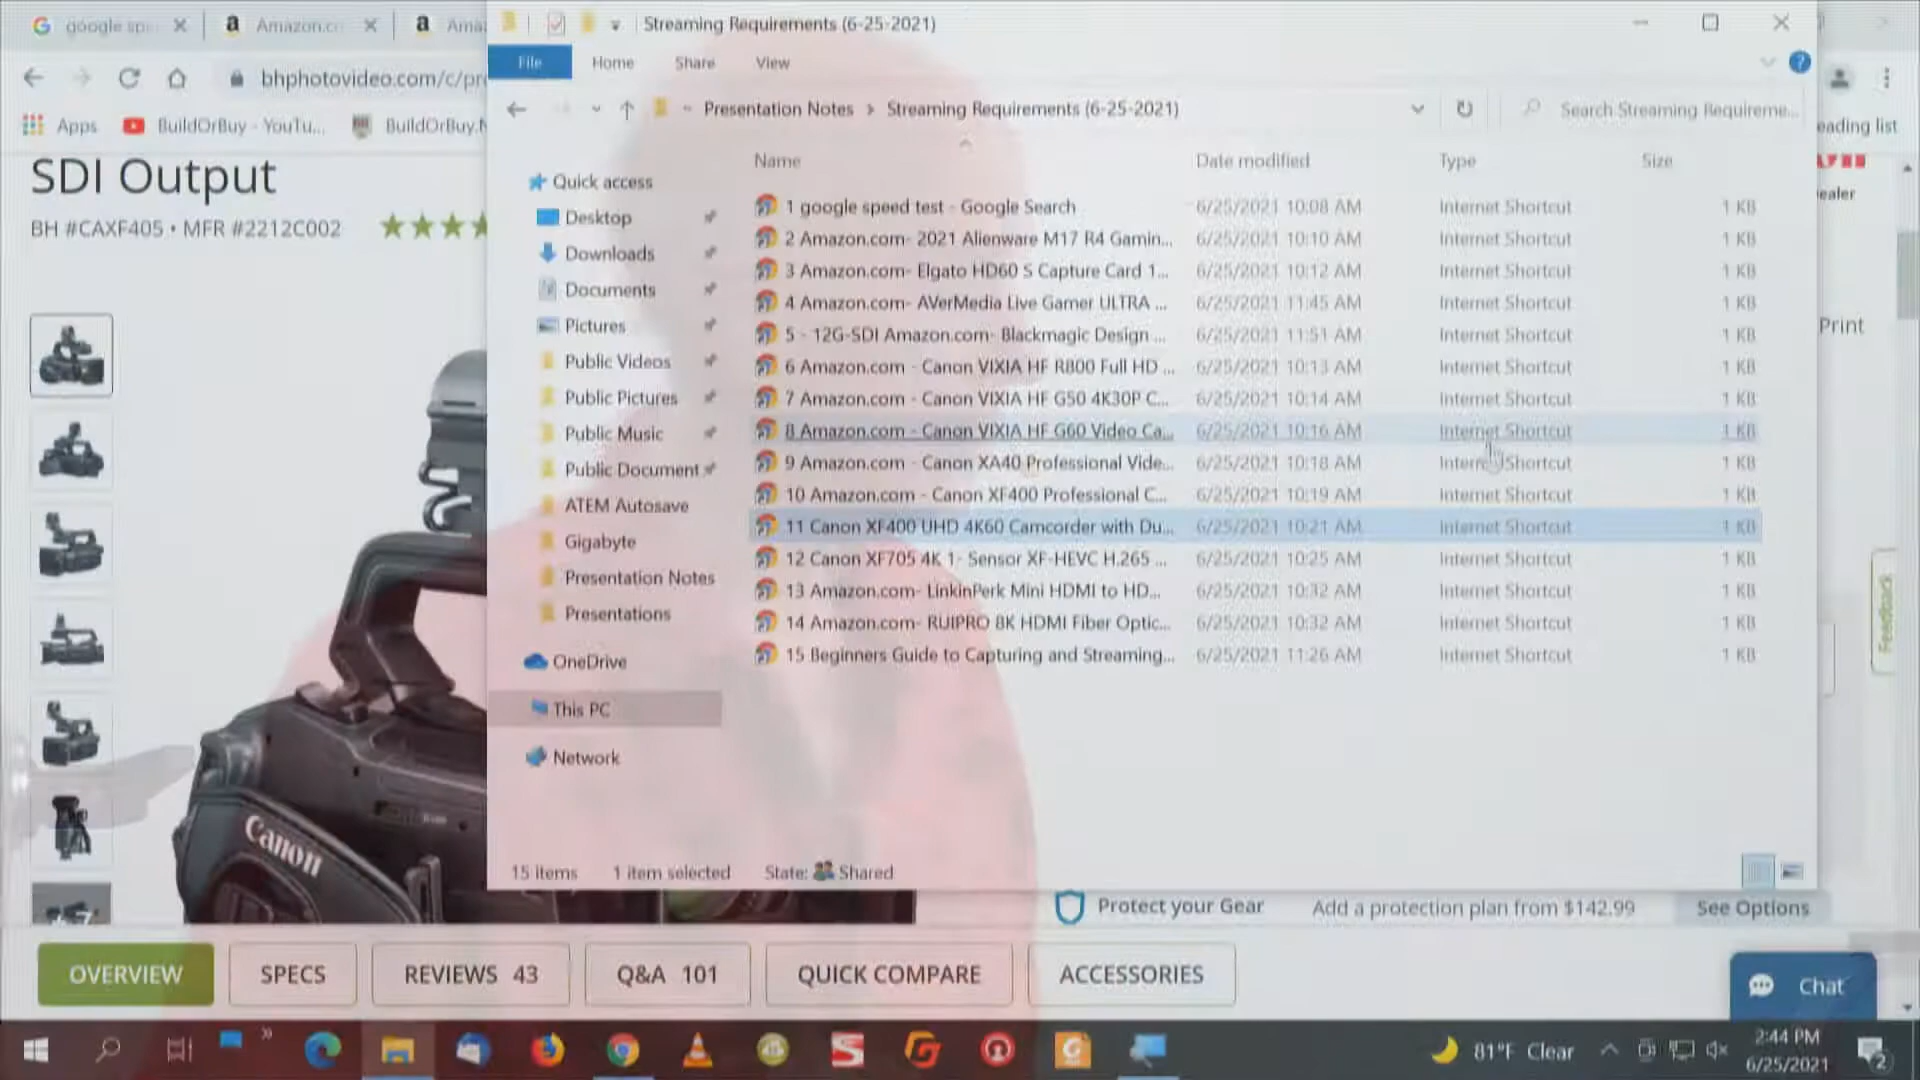 google spe
Amazon.co
Ama
Streaming Requirements (6-25-2021)
File
Home
Share
View
bhphotovideo.com/c/pr
Presentation Notes > Streaming Requirements (6-25-2021)
Search Streaming Requireme...
Apps
BuildOrBuy - YouTu...
BuildOrBuy.N
eading list
SDI Output
BH #CAXF405 • MFR #2212C002
ealer
Print
Feedback
Quick access
Desktop
Downloads
Documents
Pictures
Public Videos
Public Pictures
Public Music
Public Document
ATEM Autosave
Gigabyte
Presentation Notes
Presentations
OneDrive
This PC
Network
Name Date modified Type Size
1 google speed test - Google Search 6/25/2021 10:08 AM Internet Shortcut 1 KB
2 Amazon.com- 2021 Alienware M17 R4 Gamin... 6/25/2021 10:10 AM Internet Shortcut 1 KB
3 Amazon.com- Elgato HD60 S Capture Card 1... 6/25/2021 10:12 AM Internet Shortcut 1 KB
4 Amazon.com- AVerMedia Live Gamer ULTRA ... 6/25/2021 11:45 AM Internet Shortcut 1 KB
5 - 12G-SDI Amazon.com- Blackmagic Design ... 6/25/2021 11:51 AM Internet Shortcut 1 KB
6 Amazon.com - Canon VIXIA HF R800 Full HD ... 6/25/2021 10:13 AM Internet Shortcut 1 KB
7 Amazon.com - Canon VIXIA HF G50 4K30P C... 6/25/2021 10:14 AM Internet Shortcut 1 KB
8 Amazon.com - Canon VIXIA HF G60 Video Ca... 6/25/2021 10:16 AM Internet Shortcut 1 KB
9 Amazon.com - Canon XA40 Professional Vide... 6/25/2021 10:18 AM Internet Shortcut 1 KB
10 Amazon.com - Canon XF400 Professional C... 6/25/2021 10:19 AM Internet Shortcut 1 KB
11 Canon XF400 UHD 4K60 Camcorder with Du... 6/25/2021 10:21 AM Internet Shortcut 1 KB
12 Canon XF705 4K 1- Sensor XF-HEVC H.265 ... 6/25/2021 10:25 AM Internet Shortcut 1 KB
13 Amazon.com- LinkinPerk Mini HDMI to HD... 6/25/2021 10:32 AM Internet Shortcut 1 KB
14 Amazon.com- RUIPRO 8K HDMI Fiber Optic... 6/25/2021 10:32 AM Internet Shortcut 1 KB
15 Beginners Guide to Capturing and Streaming... 6/25/2021 11:26 AM Internet Shortcut 1 KB
Canon
15 items 1 item selected State: Shared
+ 7
Protect your Gear Add a protection plan from $142.99 See Options
OVERVIEW SPECS REVIEWS 43 Q&A 101 QUICK COMPARE ACCESSORIES
Chat
81°F Clear
2:44 PM
6/25/2021
2